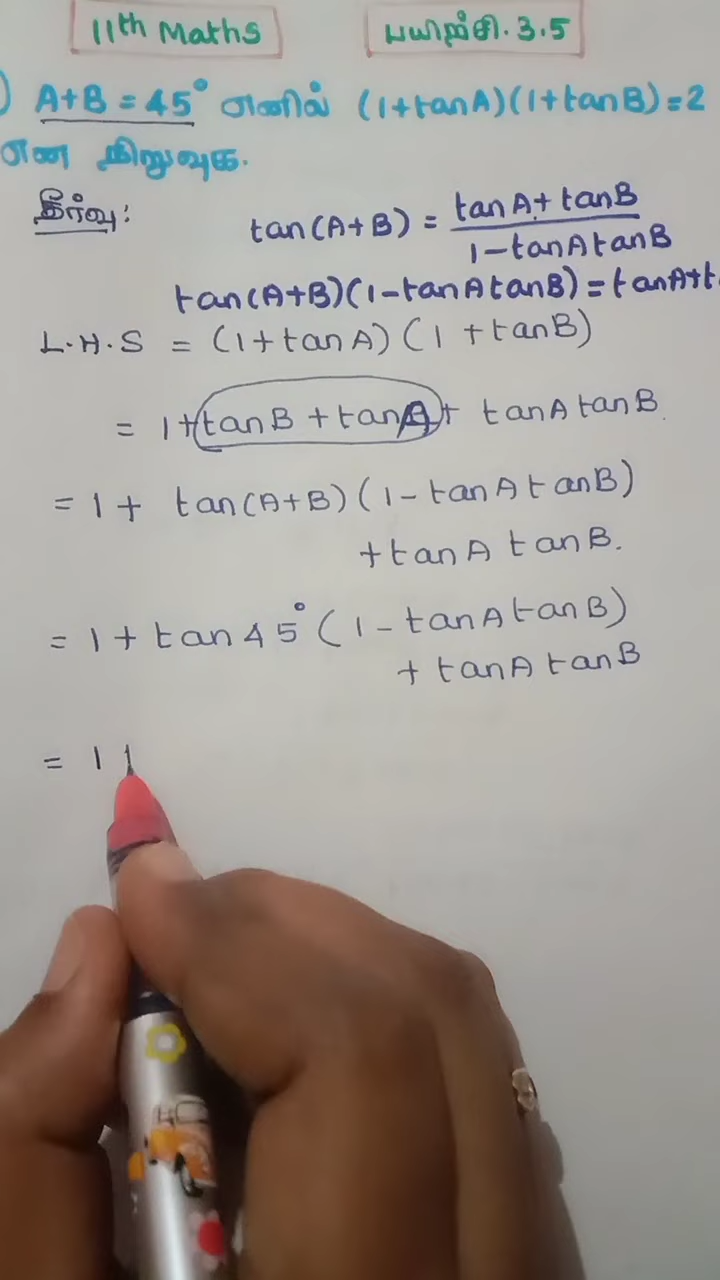 11th Maths பயிற்சி. 3.5
) A+B = 45° எனில் (1+tanA)(1+tanB)=2
என நிறுவுக.
தீர்வு:
tan(A+B) = tanA + tanB / 1-tanA tanB
tan(A+B)(1-tanA tanB) = tanA+t
L.H.S = (1+tanA)(1+tanB)
= 1+tanB + tanA + tanA tanB.
= 1 + tan(A+B)(1-tanA tanB)
+ tanA tanB.
= 1 + tan45° (1-tanA tanB)
+ tanA tanB
= 1